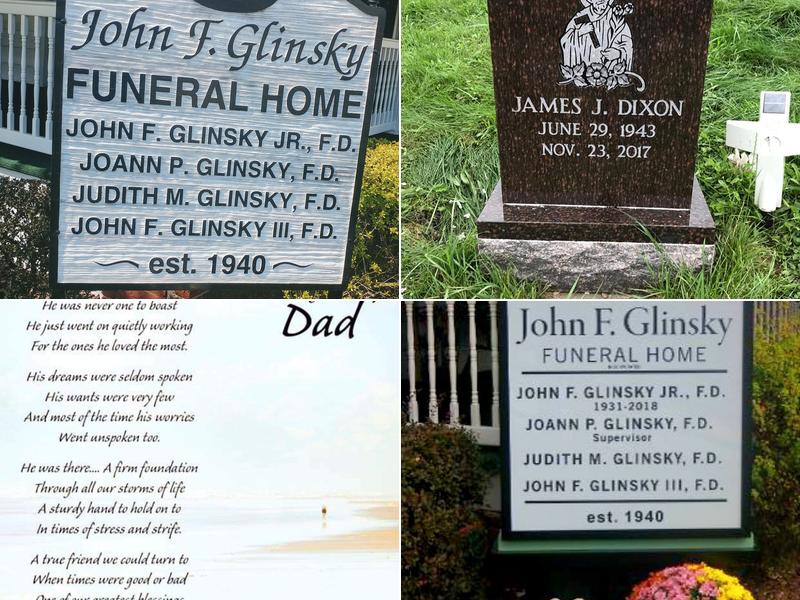 John F. Glinsky
FUNERAL HOME
JOHN F. GLINSKY JR., F.D.
JOANN P. GLINSKY, F.D.
JUDITH M. GLINSKY, F.D.
JOHN F. GLINSKY III, F.D.
est. 1940
JAMES J. DIXON
JUNE 29, 1943
NOV. 23, 2017
He was never one to boast
He just went on quietly working
For the ones he loved the most.
His dreams were seldom spoken
His wants were very few
And most of the time his worries
Went unspoken too.
He was there.... A firm foundation
Through all our storms of life
A sturdy hand to hold on to
In times of stress and strife.
A true friend we could turn to
When times were good or bad
One of our greatest blessings
Dad
John F. Glinsky
FUNERAL HOME
JOHN F. GLINSKY JR., F.D.
1931-2018
JOANN P. GLINSKY, F.D.
Supervisor
JUDITH M. GLINSKY, F.D.
JOHN F. GLINSKY III, F.D.
est. 1940